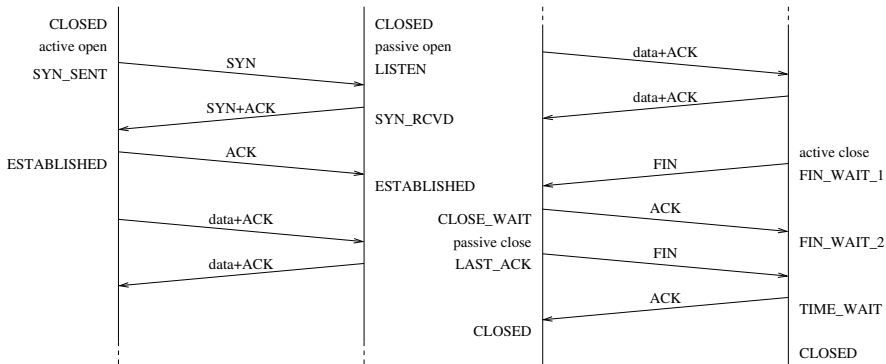 CLOSED
active open
SYN_SENT
SYN
SYN+ACK
ACK
ESTABLISHED
data+ACK
data+ACK
CLOSED
passive open
LISTEN
SYN_RCVD
ESTABLISHED
data+ACK
data+ACK
FIN
CLOSE_WAIT
ACK
passive close
LAST_ACK
FIN
ACK
CLOSED
active close
FIN_WAIT_1
FIN_WAIT_2
TIME_WAIT
CLOSED